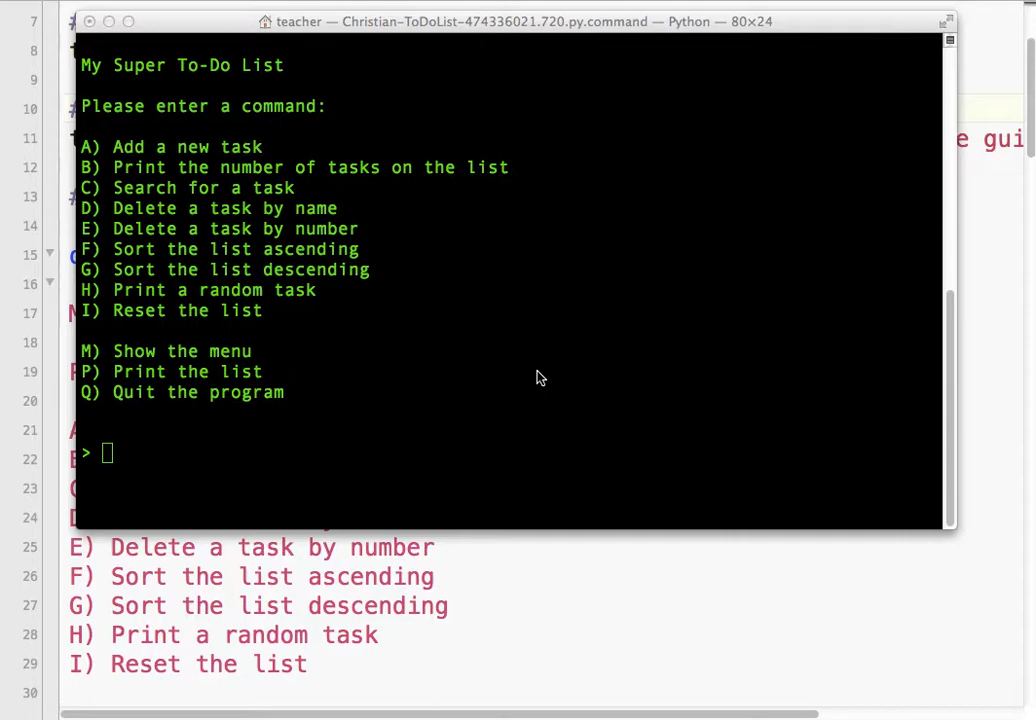 teacher — Christian-ToDoList-474336021.720.py.command — Python — 80×24
My Super To-Do List
Please enter a command:
A) Add a new task
B) Print the number of tasks on the list
C) Search for a task
D) Delete a task by name
E) Delete a task by number
F) Sort the list ascending
G) Sort the list descending
H) Print a random task
I) Reset the list
M) Show the menu
P) Print the list
Q) Quit the program
>
7
8
9
10
11 e gui
12
13
14
15
16
17
18
19
20
21
22
23
24
25 E) Delete a task by number
26 F) Sort the list ascending
27 G) Sort the list descending
28 H) Print a random task
29 I) Reset the list
30